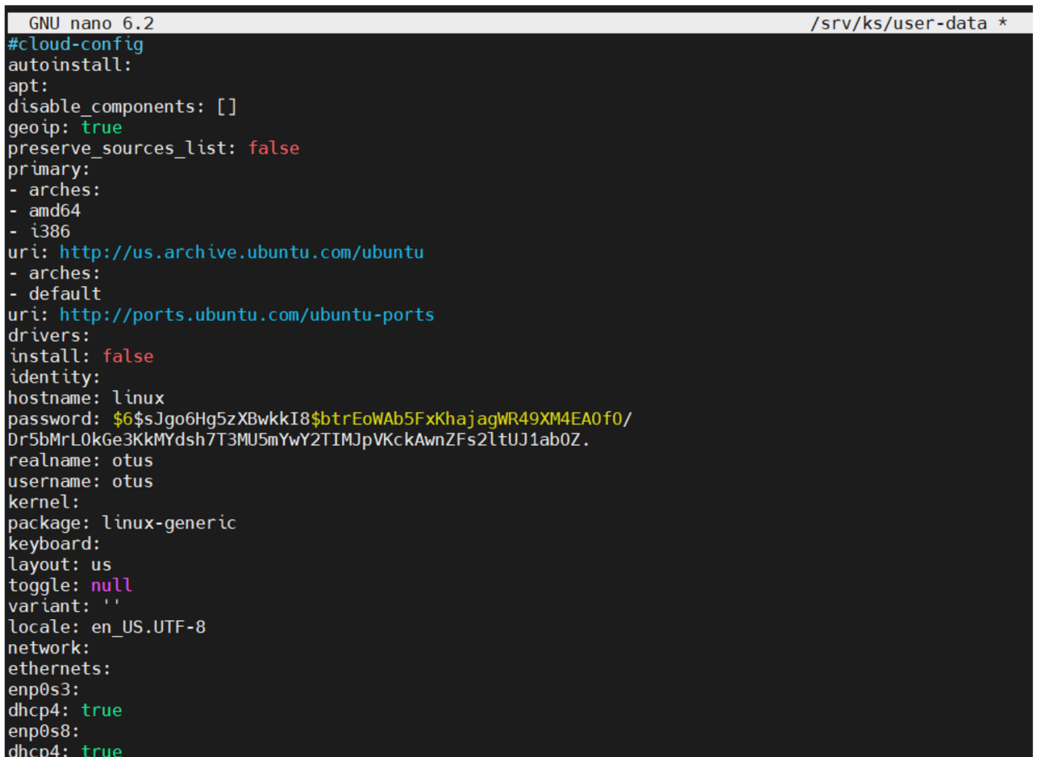 GNU nano 6.2 /srv/ks/user-data *
#cloud-config
autoinstall:
apt:
disable_components: []
geoip: true
preserve_sources_list: false
primary:
- arches:
- amd64
- i386
uri: http://us.archive.ubuntu.com/ubuntu
- arches:
- default
uri: http://ports.ubuntu.com/ubuntu-ports
drivers:
install: false
identity:
hostname: linux
password: $6$sJgo6Hg5zXBwkkI8$btrEoWAb5FxKhajagWR49XM4EAOfO/
Dr5bMrLOkGe3KkMYdsh7T3MU5mYwY2TIMJpVKckAwnZFs2ltUJ1abOZ.
realname: otus
username: otus
kernel:
package: linux-generic
keyboard:
layout: us
toggle: null
variant: ''
locale: en_US.UTF-8
network:
ethernets:
enp0s3:
dhcp4: true
enp0s8:
dhcp4: true